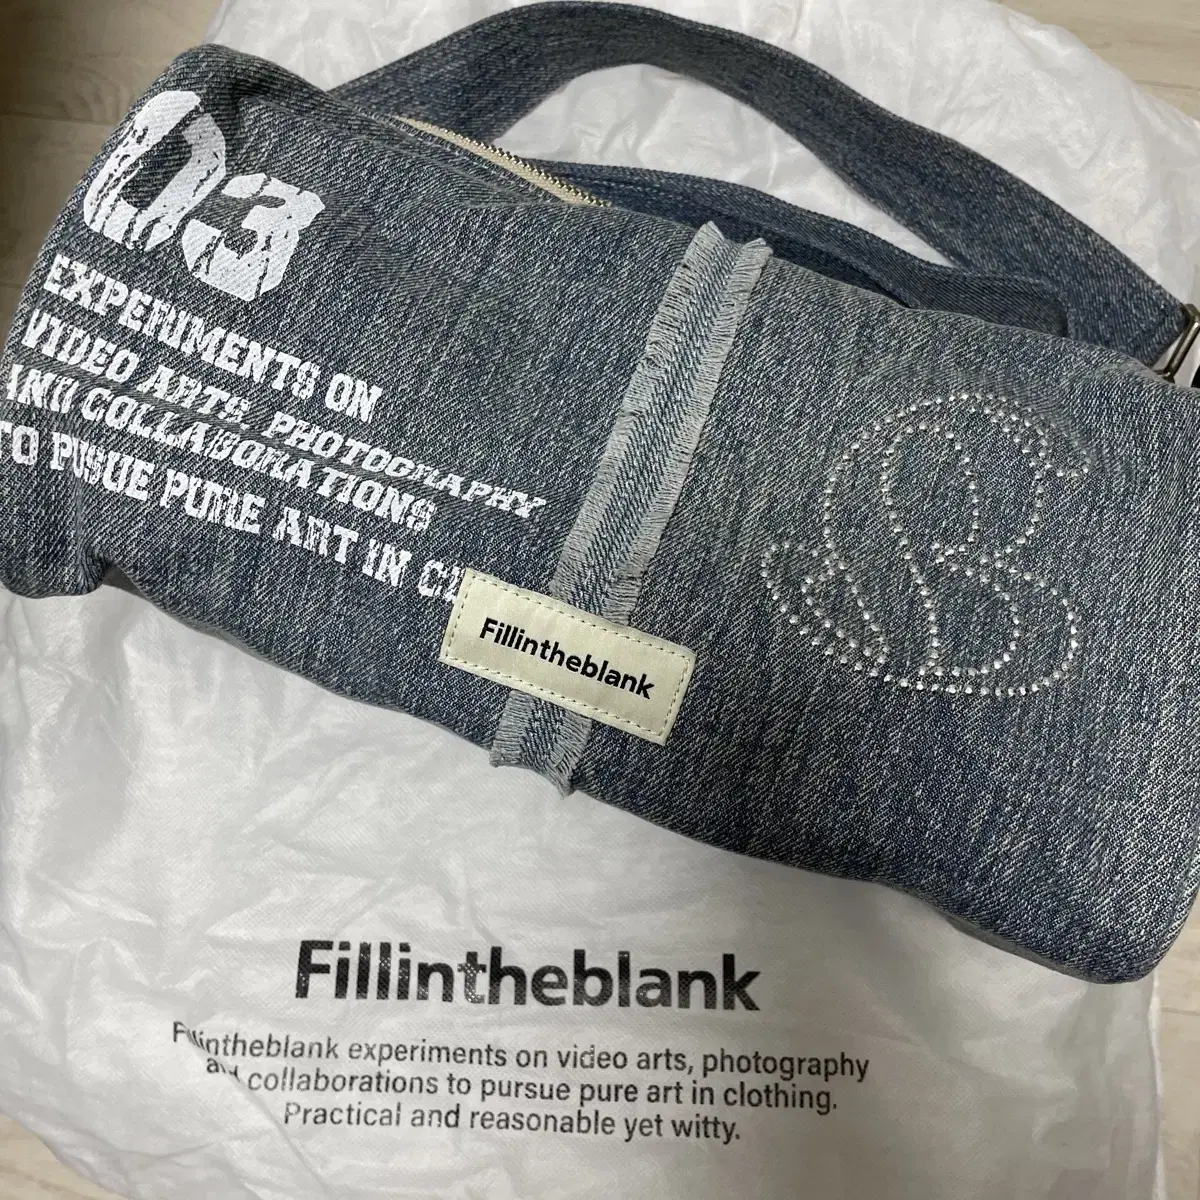 03
EXPERIMENTS ON
VIDEO ARTS, PHOTOGRAPHY
AND COLLABORATIONS
TO PUSUE PURE ART IN
Fillintheblank
Fillintheblank
Fillintheblank experiments on video arts, photography
and collaborations to pursue pure art in clothing.
Practical and reasonable yet witty.